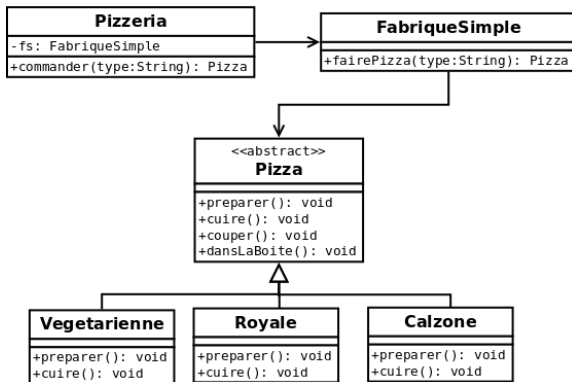 Pizzeria
-fs: FabriqueSimple
+commander(type:String): Pizza
FabriqueSimple
+fairePizza(type:String): Pizza
<<abstract>>
Pizza
+preparer(): void
+cuire(): void
+couper(): void
+dansLaBoite(): void
Vegetarienne
+preparer(): void
+cuire(): void
Royale
+preparer(): void
+cuire(): void
Calzone
+preparer(): void
+cuire(): void